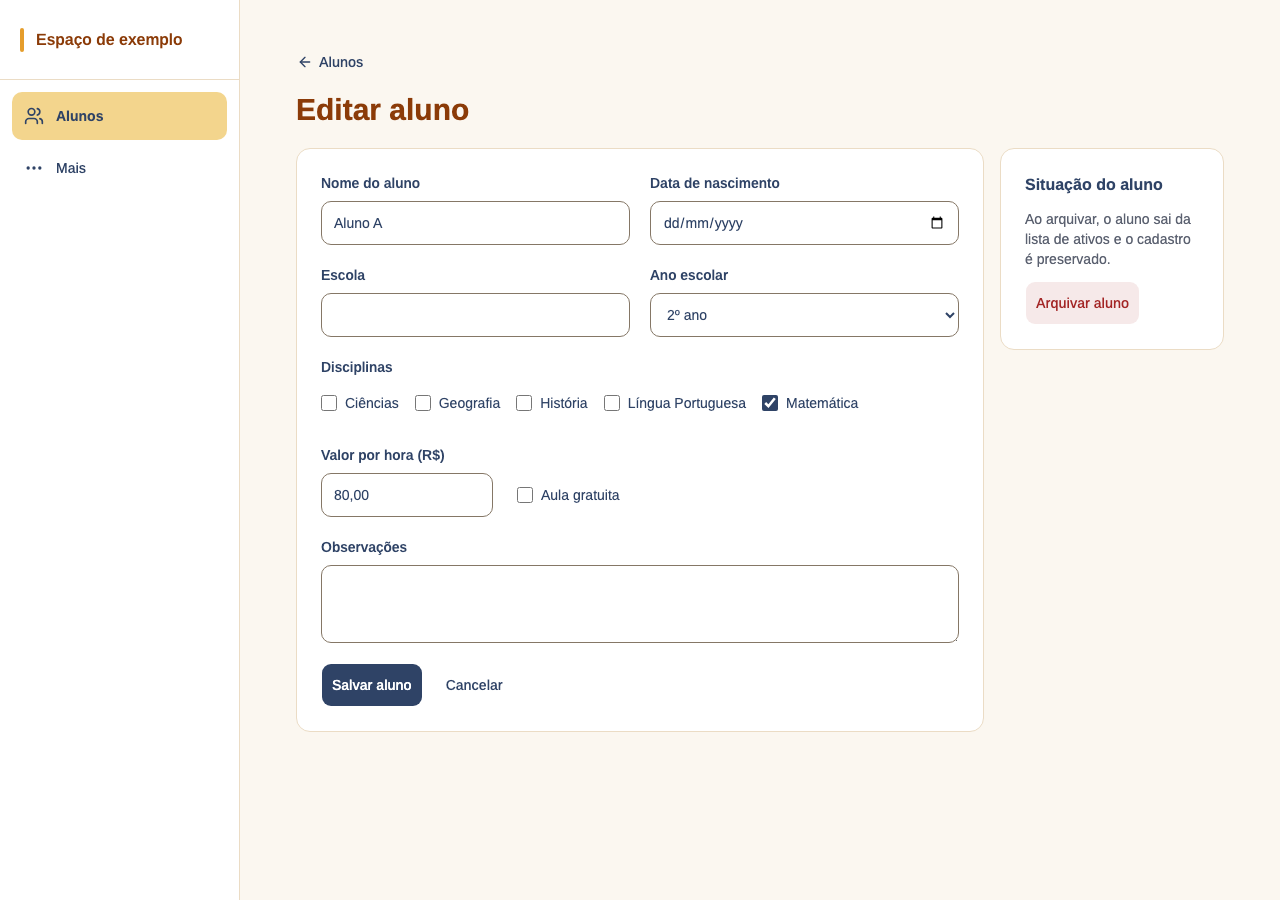 Espaço de exemplo
Alunos
Mais
Alunos
Editar aluno
Nome do aluno
Aluno A
Data de nascimento
dd/mm/yyyy
Escola
Ano escolar
2º ano
Disciplinas
Ciências
Geografia
História
Língua Portuguesa
Matemática
Valor por hora (R$)
80,00
Aula gratuita
Observações
Salvar aluno
Cancelar
Situação do aluno
Ao arquivar, o aluno sai da
lista de ativos e o cadastro
é preservado.
Arquivar aluno